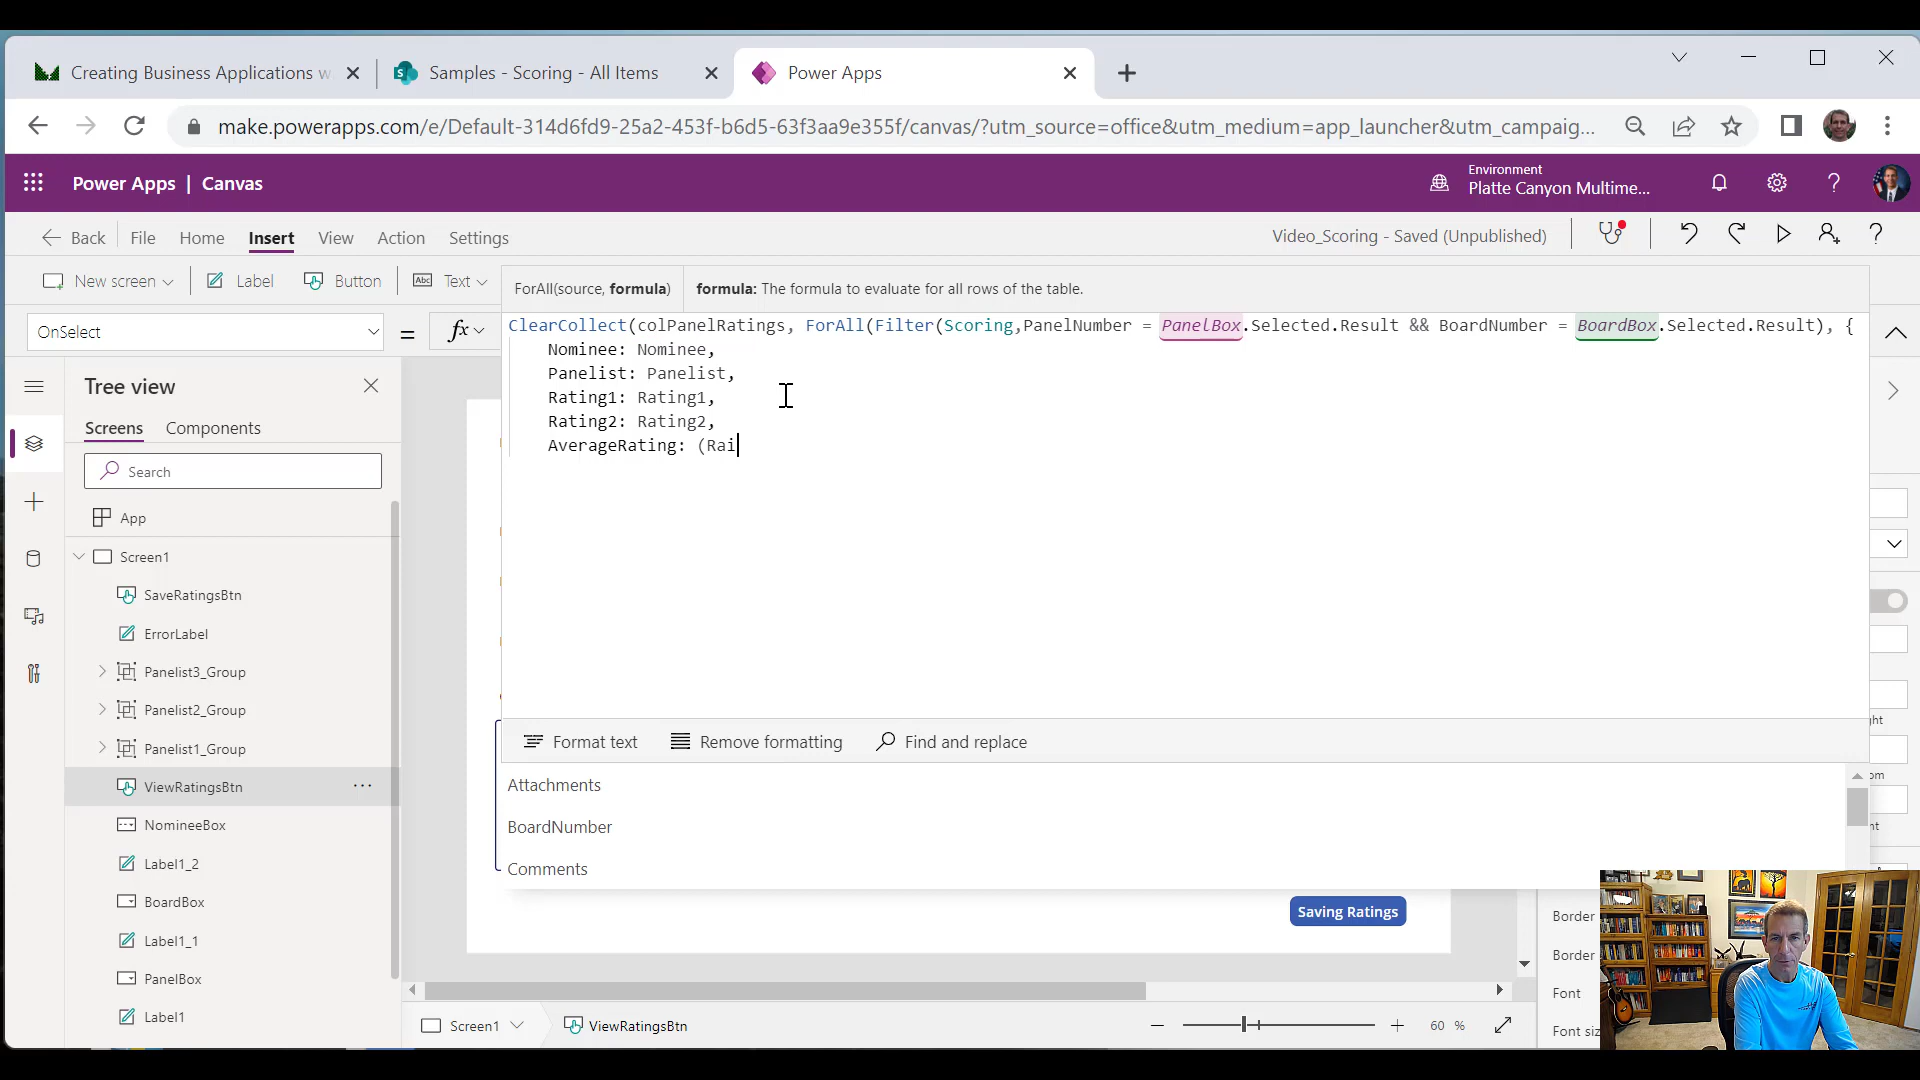 Creating Business Applications w
Samples - Scoring - All Items
Power Apps
make.powerapps.com/e/Default-314d6fd9-25a2-453f-b6d5-63f3aa9e355f/canvas/?utm_source=office&utm_medium=app_launcher&utm_campaig...
Power Apps | Canvas
Environment
Platte Canyon Multime...
Back
File
Home
Insert
View
Action
Settings
Video_Scoring - Saved (Unpublished)
New screen
Label
Button
Abc
Text
ForAll(source, formula)
formula: The formula to evaluate for all rows of the table.
OnSelect
=
fx
ClearCollect(colPanelRatings, ForAll(Filter(Scoring,PanelNumber = PanelBox.Selected.Result && BoardNumber = BoardBox.Selected.Result), {
Nominee: Nominee,
Panelist: Panelist,
Rating1: Rating1,
Rating2: Rating2,
AverageRating: (Rai
Tree view
Screens
Components
Search
App
Screen1
SaveRatingsBtn
ErrorLabel
Panelist3_Group
Panelist2_Group
Panelist1_Group
ViewRatingsBtn
NomineeBox
Label1_2
BoardBox
Label1_1
PanelBox
Label1
Format text
Remove formatting
Find and replace
Attachments
BoardNumber
Comments
Saving Ratings
Border
Border
Font
Font siz
Screen1
ViewRatingsBtn
60 %